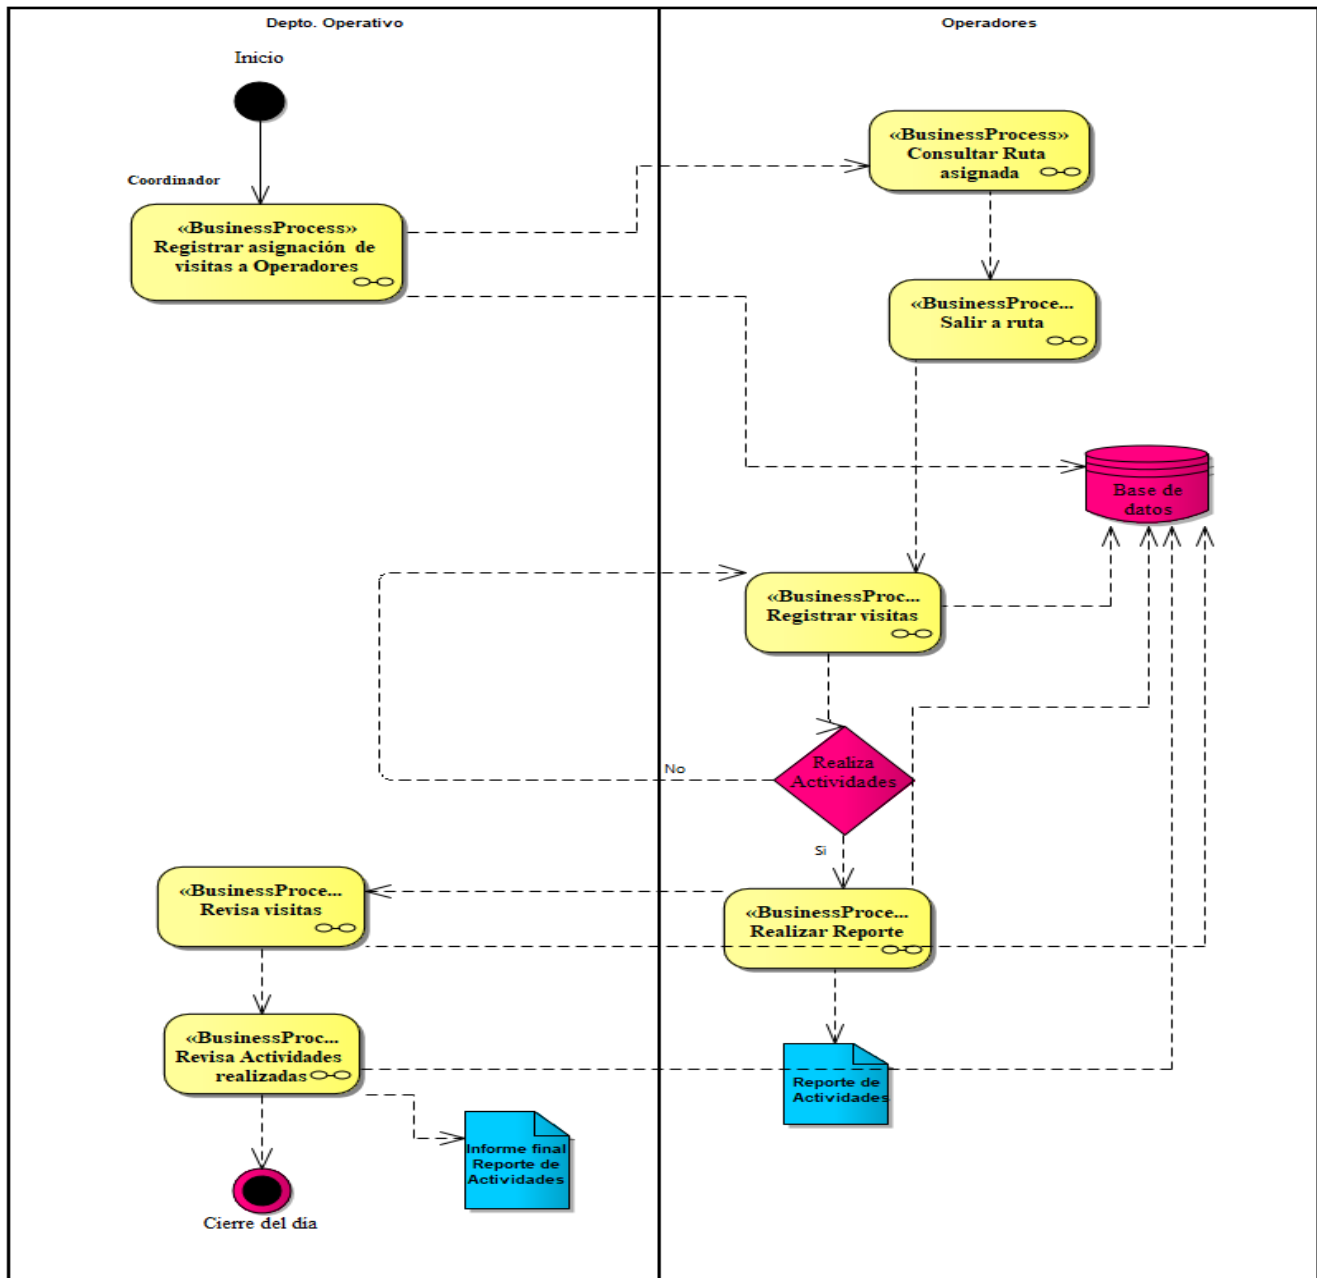 Depto. Operativo
Operadores
Inicio
«BusinessProcess»
Consultar Ruta
asignada
Coordinador
«BusinessProcess»
Registrar asignación de
visitas a Operadores
«BusinessProce...
Salir a ruta
Base de
datos
«BusinessProc...
Registrar visitas
No
Realiza
Actividades
Si
«BusinessProce...
Revisa visitas
«BusinessProce...
Realizar Reporte
«BusinessProc...
Revisa Actividades
realizadas
Reporte de
Actividades
Informe final
Reporte de
Actividades
Cierre del dia